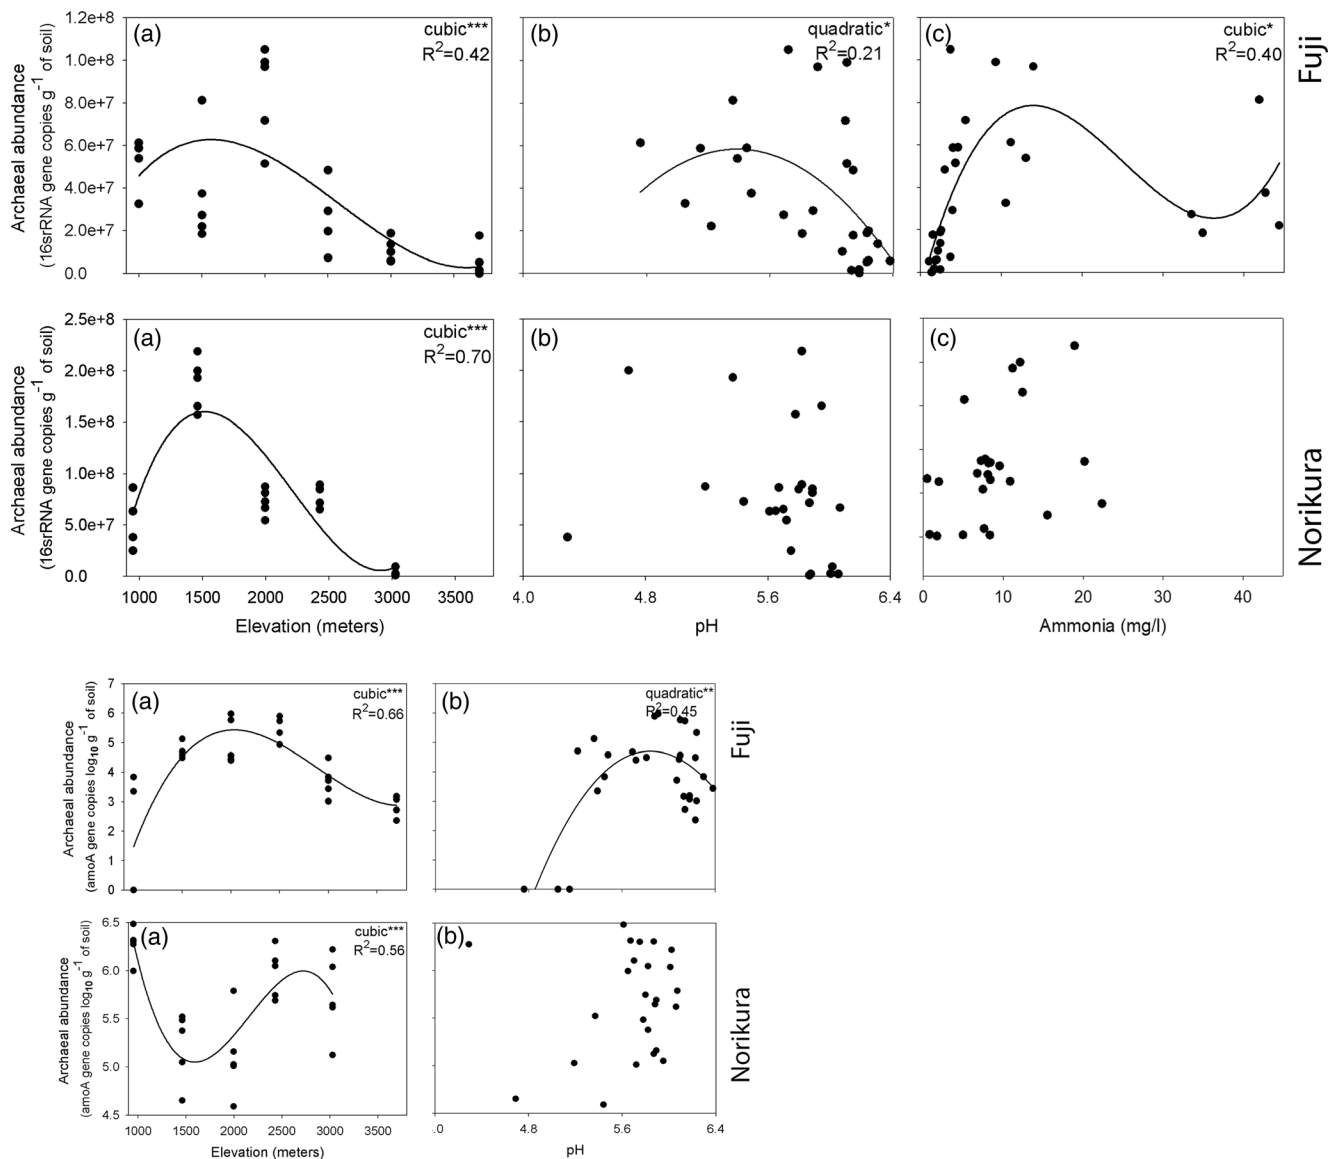 (a)
cubic***
R²=0.42
1.2e+8
1.0e+8
8.0e+7
6.0e+7
4.0e+7
2.0e+7
0.0
Archaeal abundance
(16srRNA gene copies g⁻¹ of soil)
(b)
quadratic*
R²=0.21
(c)
cubic*
R²=0.40
Fuji
(a)
cubic***
R²=0.70
2.5e+8
2.0e+8
1.5e+8
1.0e+8
5.0e+7
0.0
Archaeal abundance
(16srRNA gene copies g⁻¹ of soil)
1000 1500 2000 2500 3000 3500
Elevation (meters)
(b)
4.0 4.8 5.6 6.4
pH
(c)
0 10 20 30 40
Ammonia (mg/l)
Norikura
(a)
cubic***
R²=0.66
7
6
5
4
3
2
1
0
Archaeal abundance
(amoA gene copies log₁₀ g⁻¹ of soil)
(b)
quadratic**
R²=0.45
Fuji
(a)
cubic***
R²=0.56
6.5
6.0
5.5
5.0
4.5
Archaeal abundance
(amoA gene copies log₁₀ g⁻¹ of soil)
1000 1500 2000 2500 3000 3500
Elevation (meters)
(b)
.0 4.8 5.6 6.4
pH
Norikura